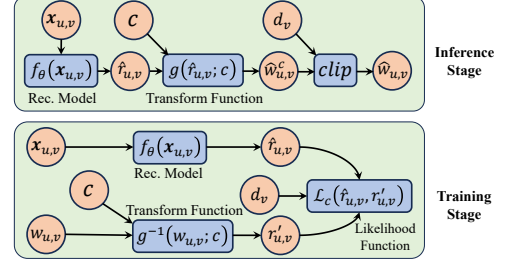 x_{u,v} C d_v
f_θ(x_{u,v}) r̂_{u,v} g(r̂_{u,v}; c) ŵ^c_{u,v} clip ŵ_{u,v}
Rec. Model Transform Function
Inference
Stage
x_{u,v} f_θ(x_{u,v}) r̂_{u,v}
Rec. Model
C d_v ℒ_c(r̂_{u,v}, r′_{u,v})
Transform Function
w_{u,v} g^{-1}(w_{u,v}; c) r′_{u,v}
Likelihood
Function
Training
Stage